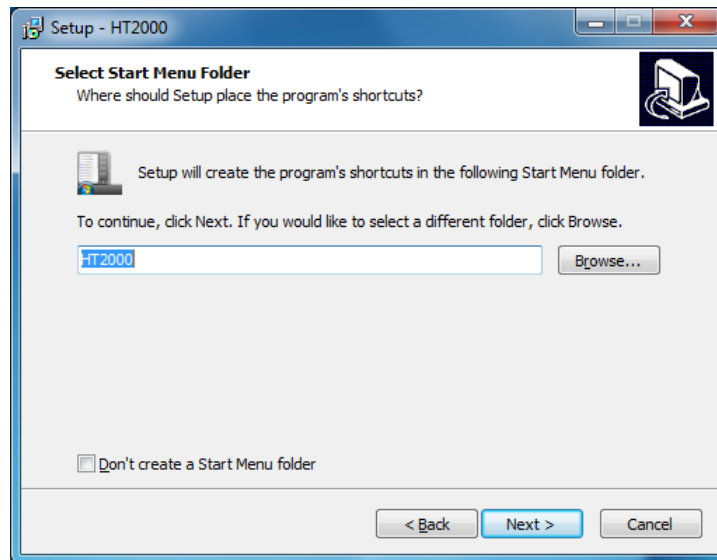 Setup - HT2000
Select Start Menu Folder
Where should Setup place the program's shortcuts?
Setup will create the program's shortcuts in the following Start Menu folder.
To continue, click Next. If you would like to select a different folder, click Browse.
HT2000
Browse...
Don't create a Start Menu folder
< Back
Next >
Cancel